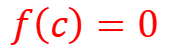 f(c) = 0